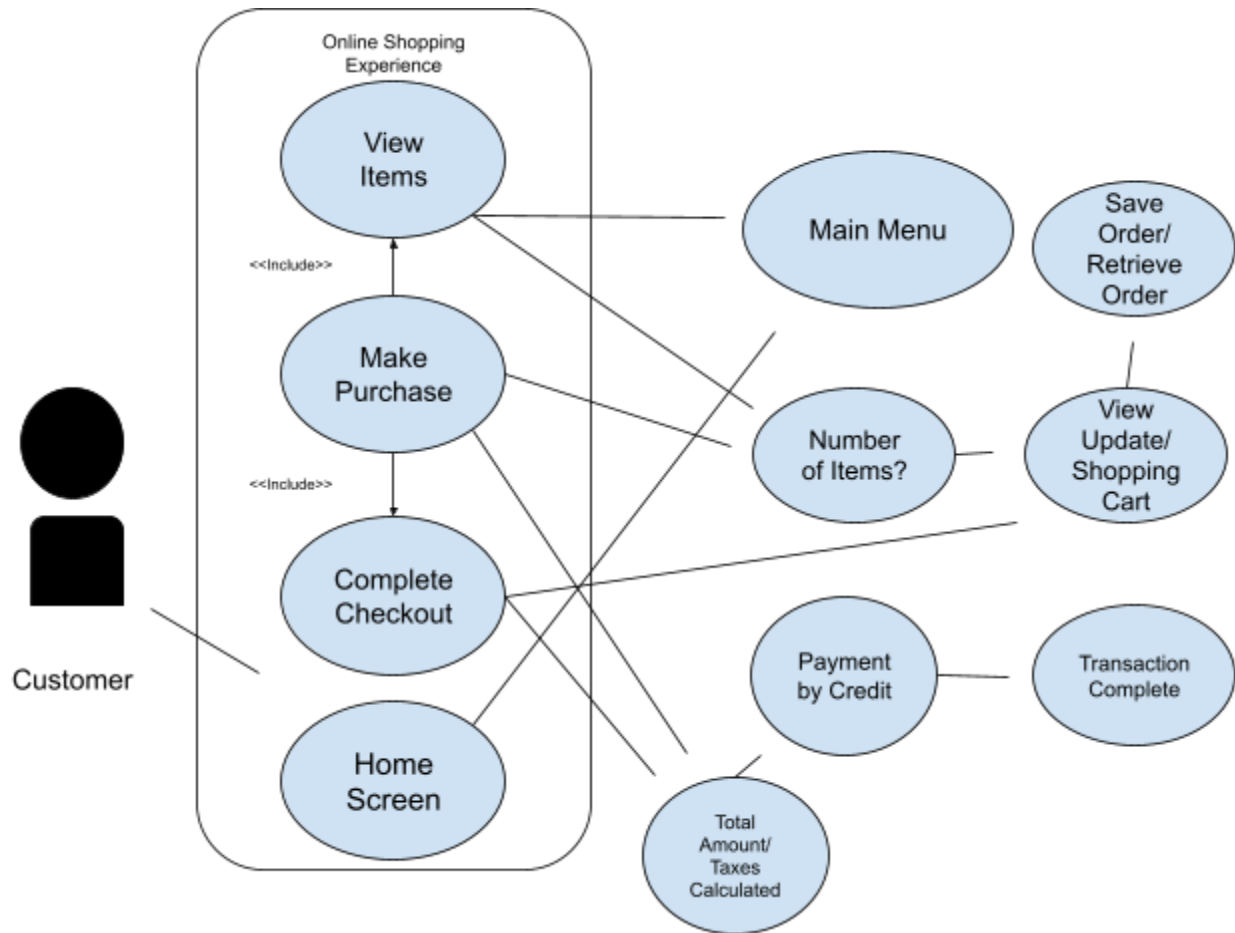 Online Shopping
Experience
View
Items
<<Include>>
Make
Purchase
<<Include>>
Complete
Checkout
Home
Screen
Customer
Main Menu
Save
Order/
Retrieve
Order
Number
of Items?
View
Update/
Shopping
Cart
Payment
by Credit
Transaction
Complete
Total
Amount/
Taxes
Calculated